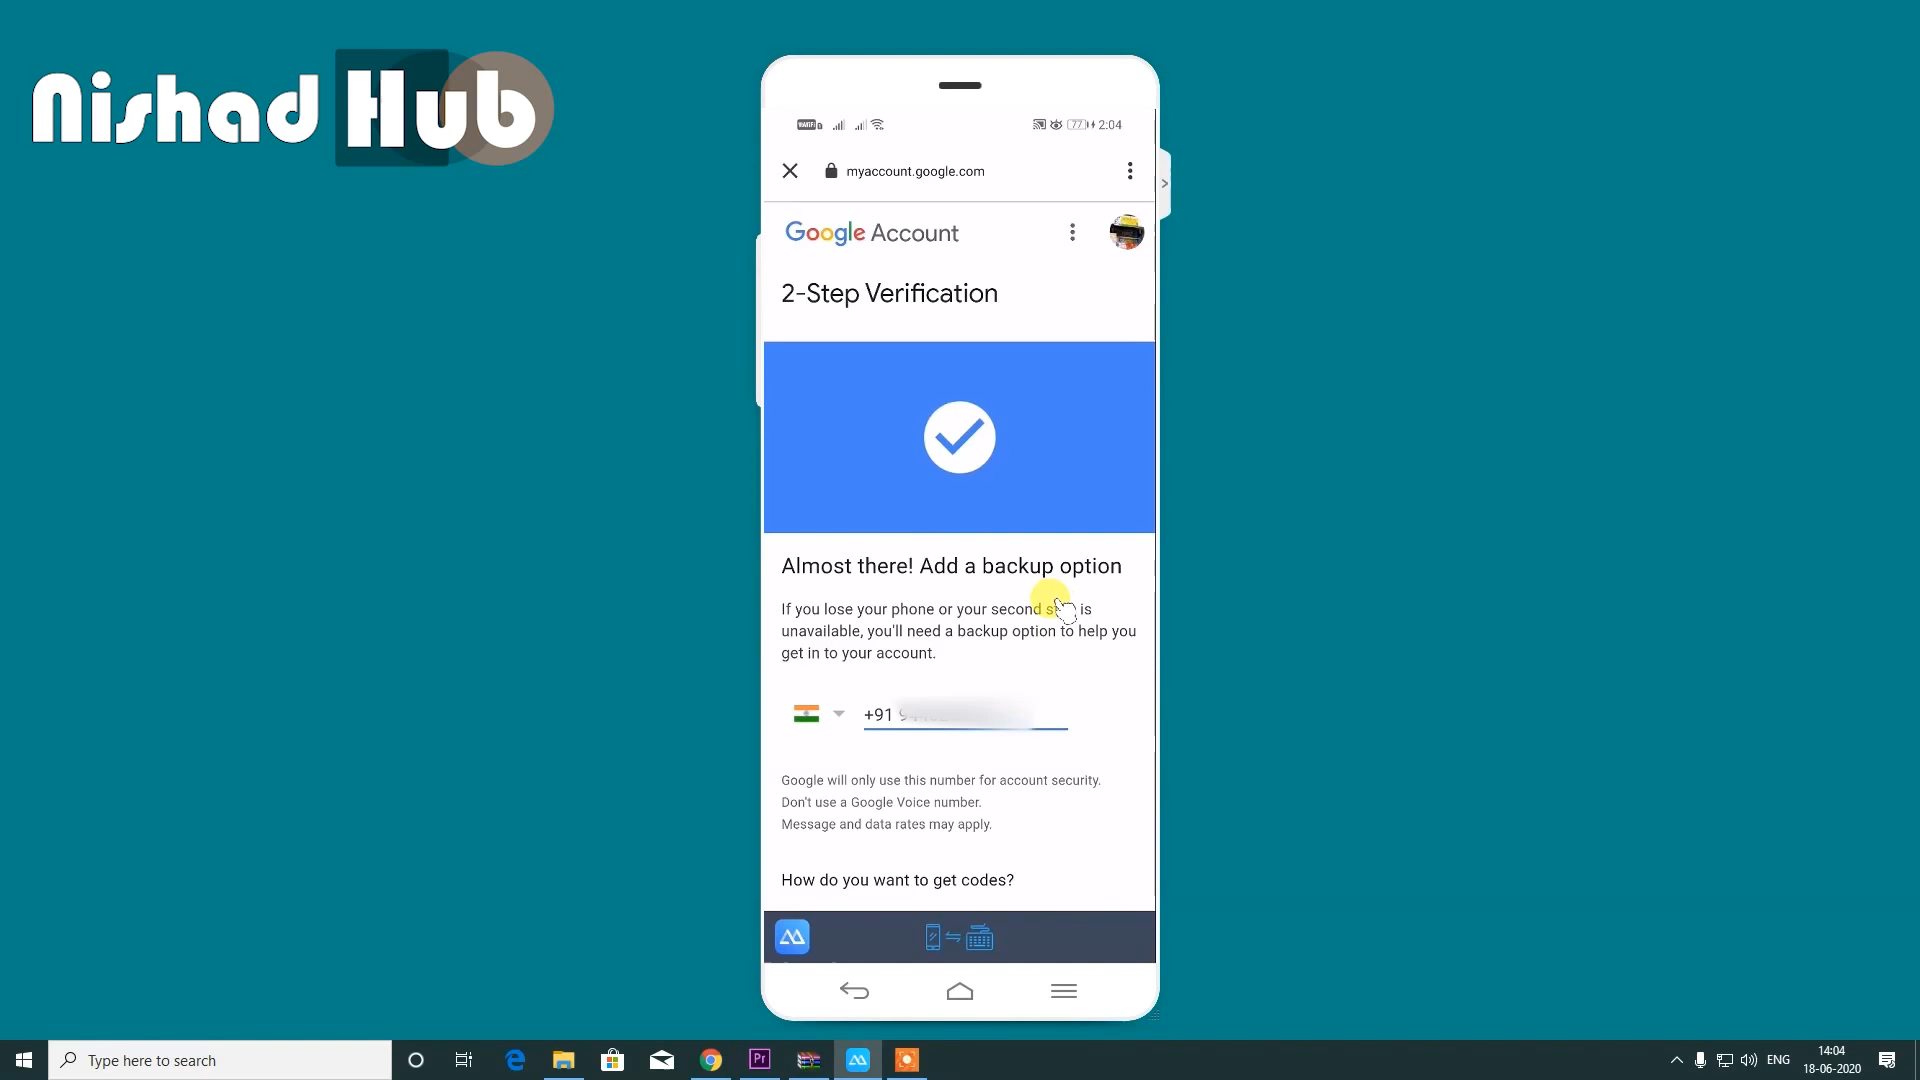 Nishad Hub
VoWiFi
77
2:04
myaccount.google.com
Google Account
2-Step Verification
Almost there! Add a backup option
If you lose your phone or your second is
unavailable, you'll need a backup option to help you
get in to your account.
+91
Google will only use this number for account security.
Don't use a Google Voice number.
Message and data rates may apply.
How do you want to get codes?
Type here to search
Pr
ENG
14:04
18-06-2020